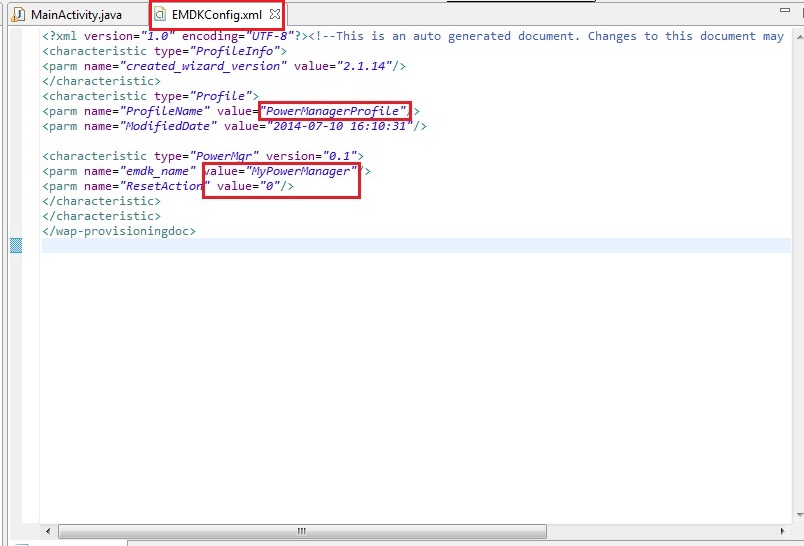 MainActivity.java EMDKConfig.xml
<?xml version="1.0" encoding="UTF-8"?><!--This is an auto generated document. Changes to this document may
<characteristic type="ProfileInfo">
<parm name="created_wizard_version" value="2.1.14"/>
</characteristic>
<characteristic type="Profile">
<parm name="ProfileName" value="PowerManagerProfile"/>
<parm name="ModifiedDate" value="2014-07-10 16:10:31"/>
<characteristic type="PowerMgr" version="0.1">
<parm name="emdk_name" value="MyPowerManager"/>
<parm name="ResetAction" value="0"/>
</characteristic>
</characteristic>
</wap-provisioningdoc>